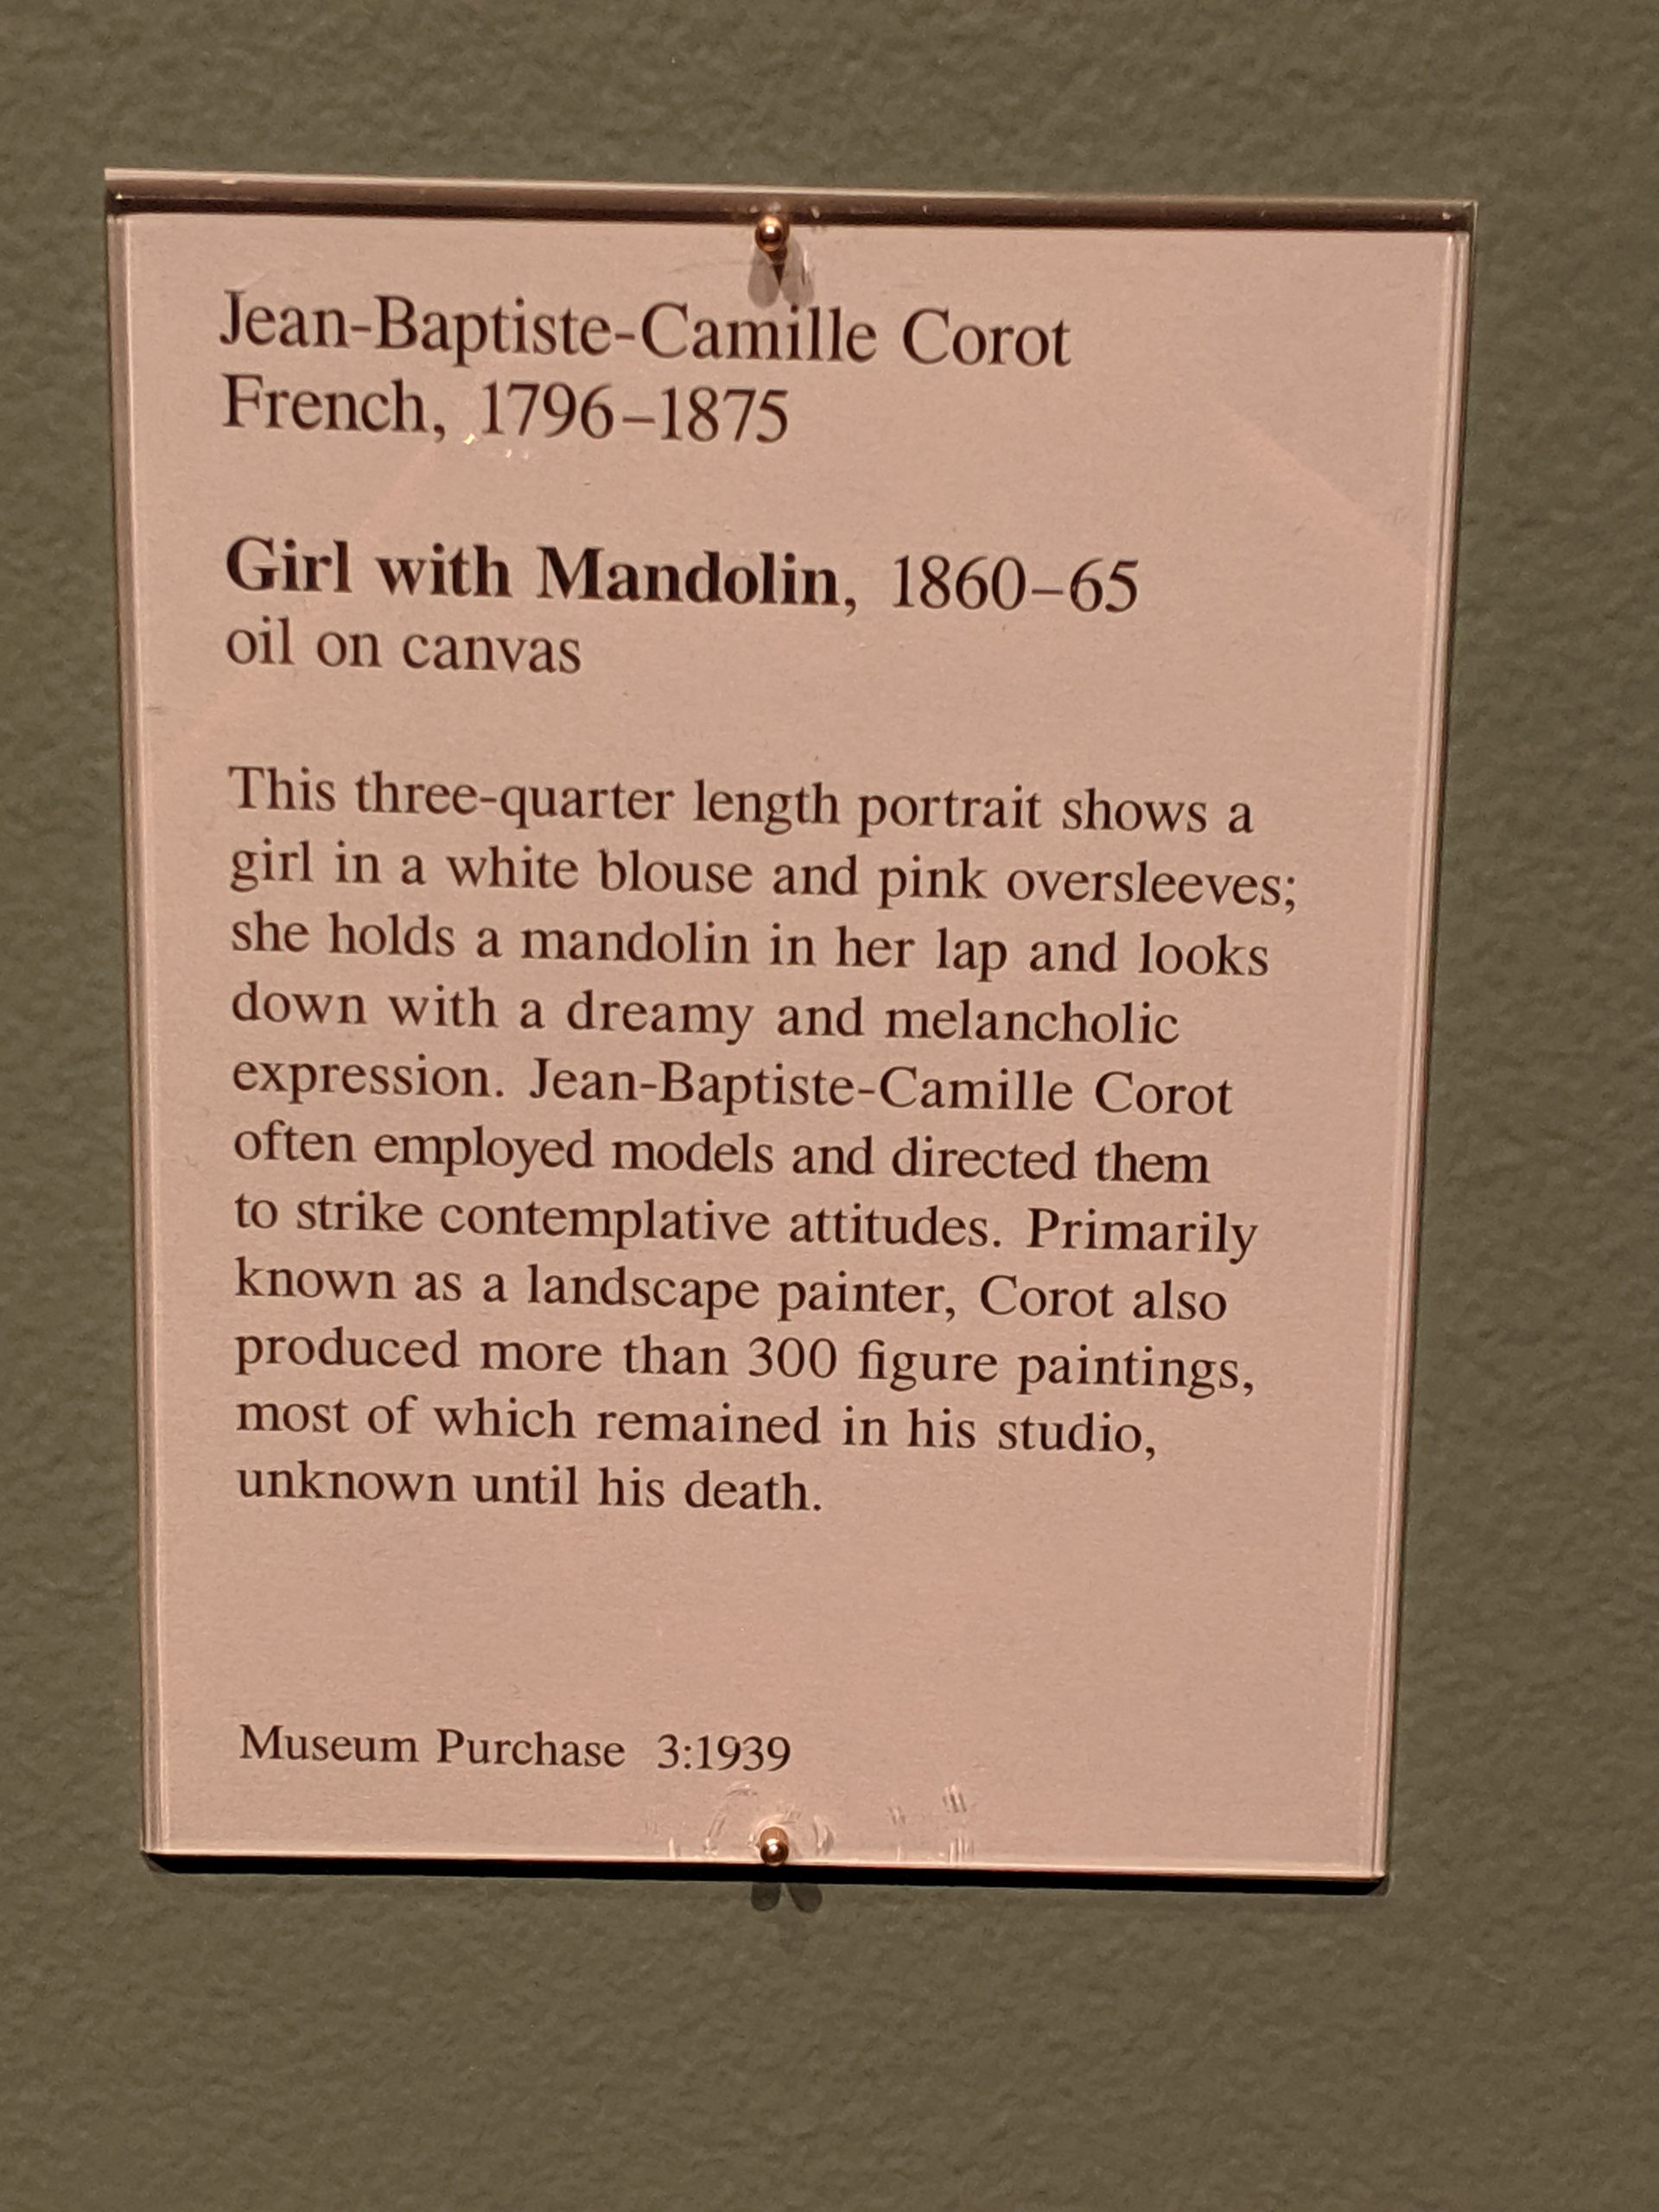 Jean-Baptiste-Camille Corot
French, 1796–1875
Girl with Mandolin, 1860–65
oil on canvas
This three-quarter length portrait shows a
girl in a white blouse and pink oversleeves;
she holds a mandolin in her lap and looks
down with a dreamy and melancholic
expression. Jean-Baptiste-Camille Corot
often employed models and directed them
to strike contemplative attitudes. Primarily
known as a landscape painter, Corot also
produced more than 300 figure paintings,
most of which remained in his studio,
unknown until his death.
Museum Purchase 3:1939